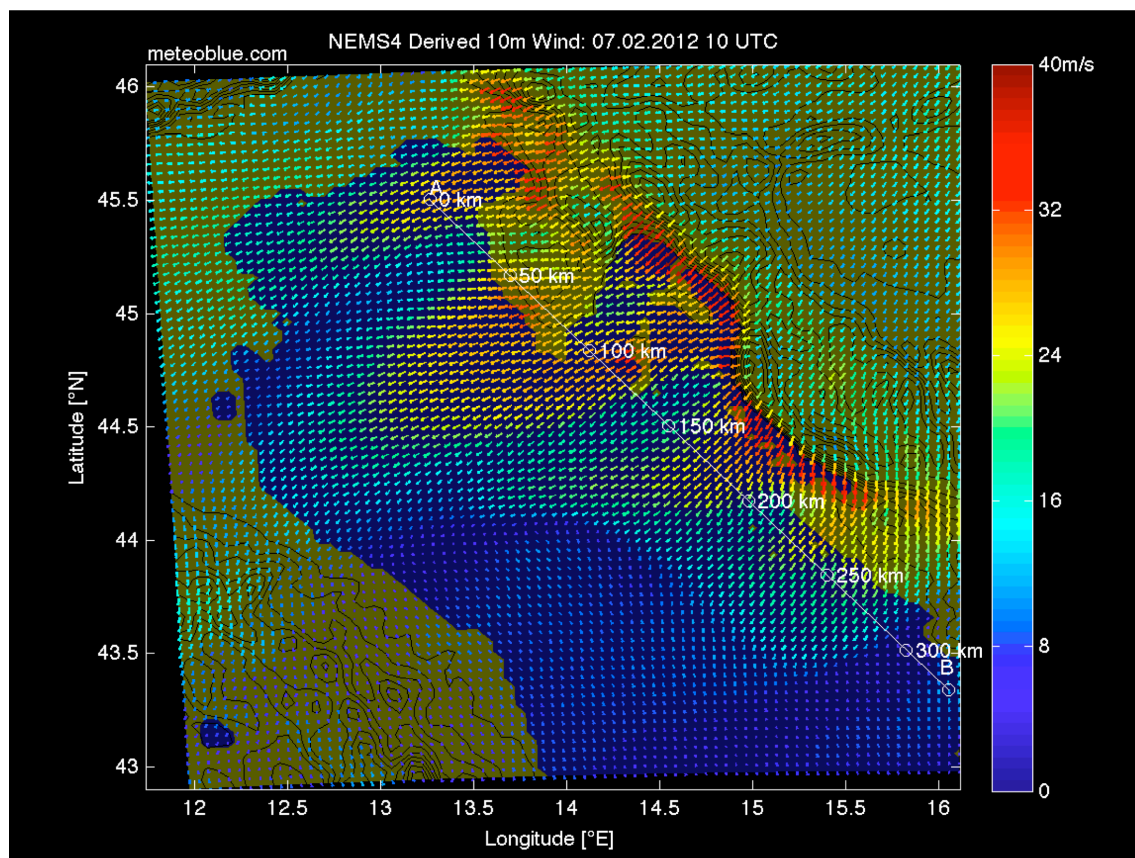 NEMS4 Derived 10m Wind: 07.02.2012 10 UTC
meteoblue.com
40m/s
32
24
16
8
0
46
45.5
45
44.5
44
43.5
43
Latitude [°N]
A
0 km
50 km
100 km
150 km
200 km
250 km
300 km
B
12
12.5
13
13.5
14
14.5
15
15.5
16
Longitude [°E]